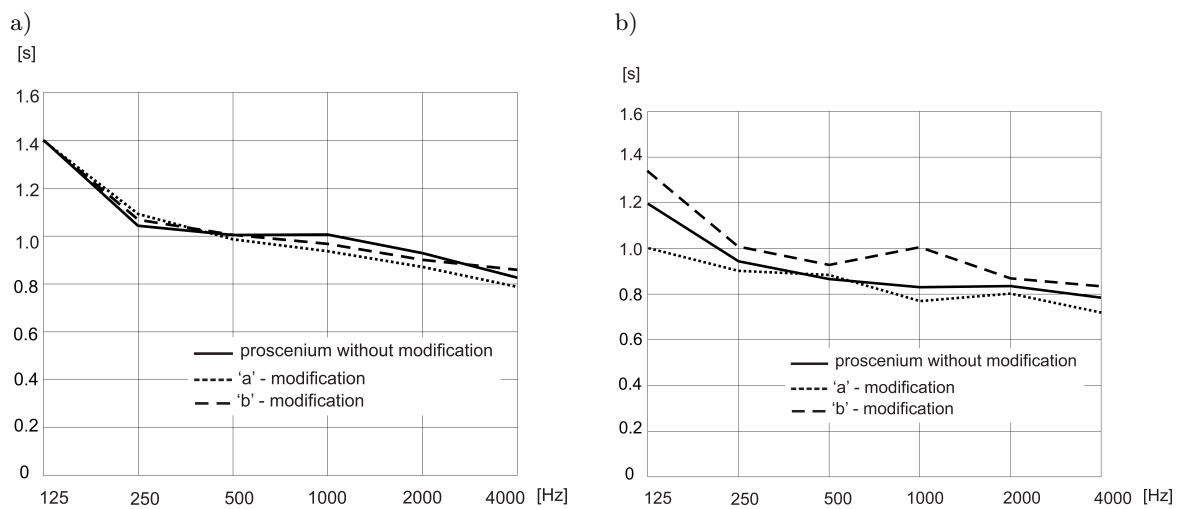 a)
[s]
1.6
1.4
1.2
1.0
0.8
0.6
0.4
0.2
0
125 250 500 1000 2000 4000 [Hz]
proscenium without modification
‘a’ - modification
‘b’ - modification
b)
[s]
1.6
1.4
1.2
1.0
0.8
0.6
0.4
0.2
0
125 250 500 1000 2000 4000 [Hz]
proscenium without modification
‘a’ - modification
‘b’ - modification